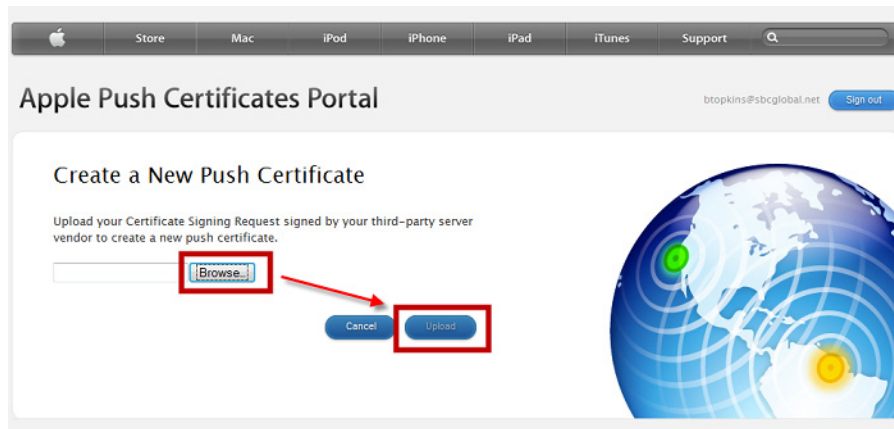 Store Mac iPod iPhone iPad iTunes Support
Apple Push Certificates Portal
btopkins@sbcglobal.net Sign out
Create a New Push Certificate
Upload your Certificate Signing Request signed by your third-party server
vendor to create a new push certificate.
Browse...
Cancel Upload